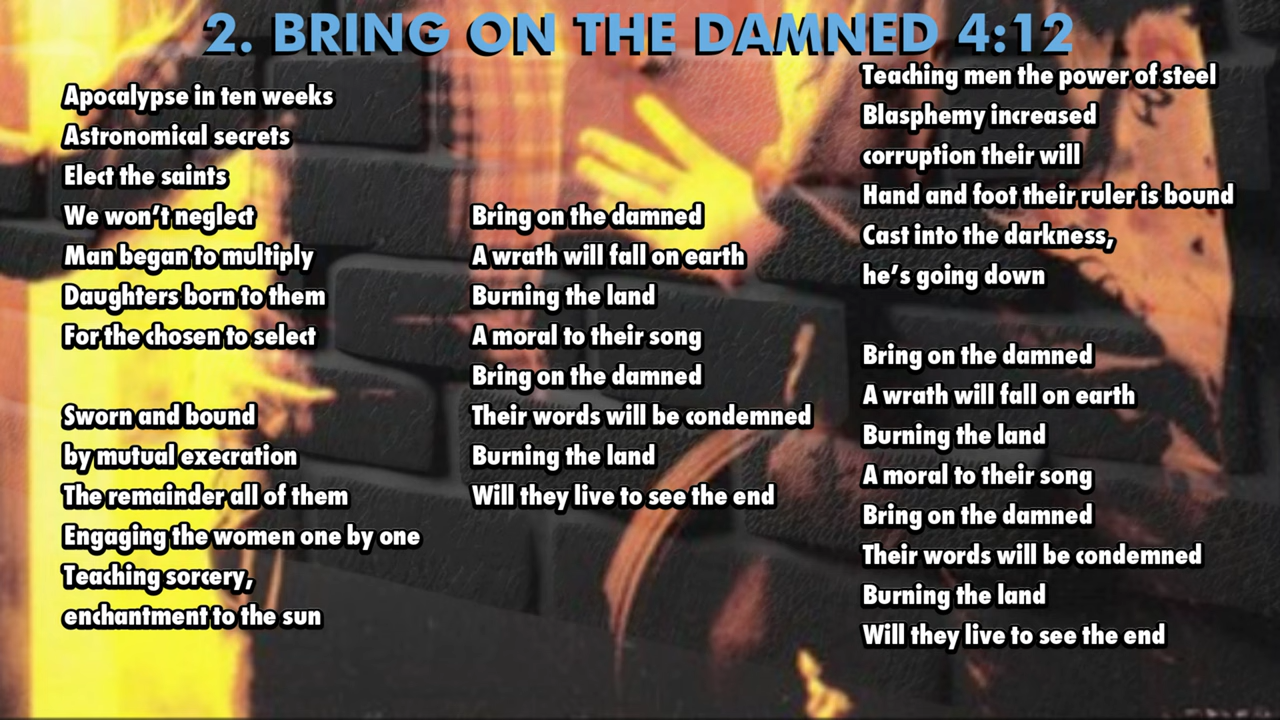 2. BRING ON THE DAMNED 4:12
Apocalypse in ten weeks
Astronomical secrets
Elect the saints
We won't neglect
Man began to multiply
Daughters born to them
For the chosen to select
Sworn and bound
by mutual execration
The remainder all of them
Engaging the women one by one
Teaching sorcery,
enchantment to the sun
Bring on the damned
A wrath will fall on earth
Burning the land
A moral to their song
Bring on the damned
Their words will be condemned
Burning the land
Will they live to see the end
Teaching men the power of steel
Blasphemy increased
corruption their will
Hand and foot their ruler is bound
Cast into the darkness,
he's going down
Bring on the damned
A wrath will fall on earth
Burning the land
A moral to their song
Bring on the damned
Their words will be condemned
Burning the land
Will they live to see the end